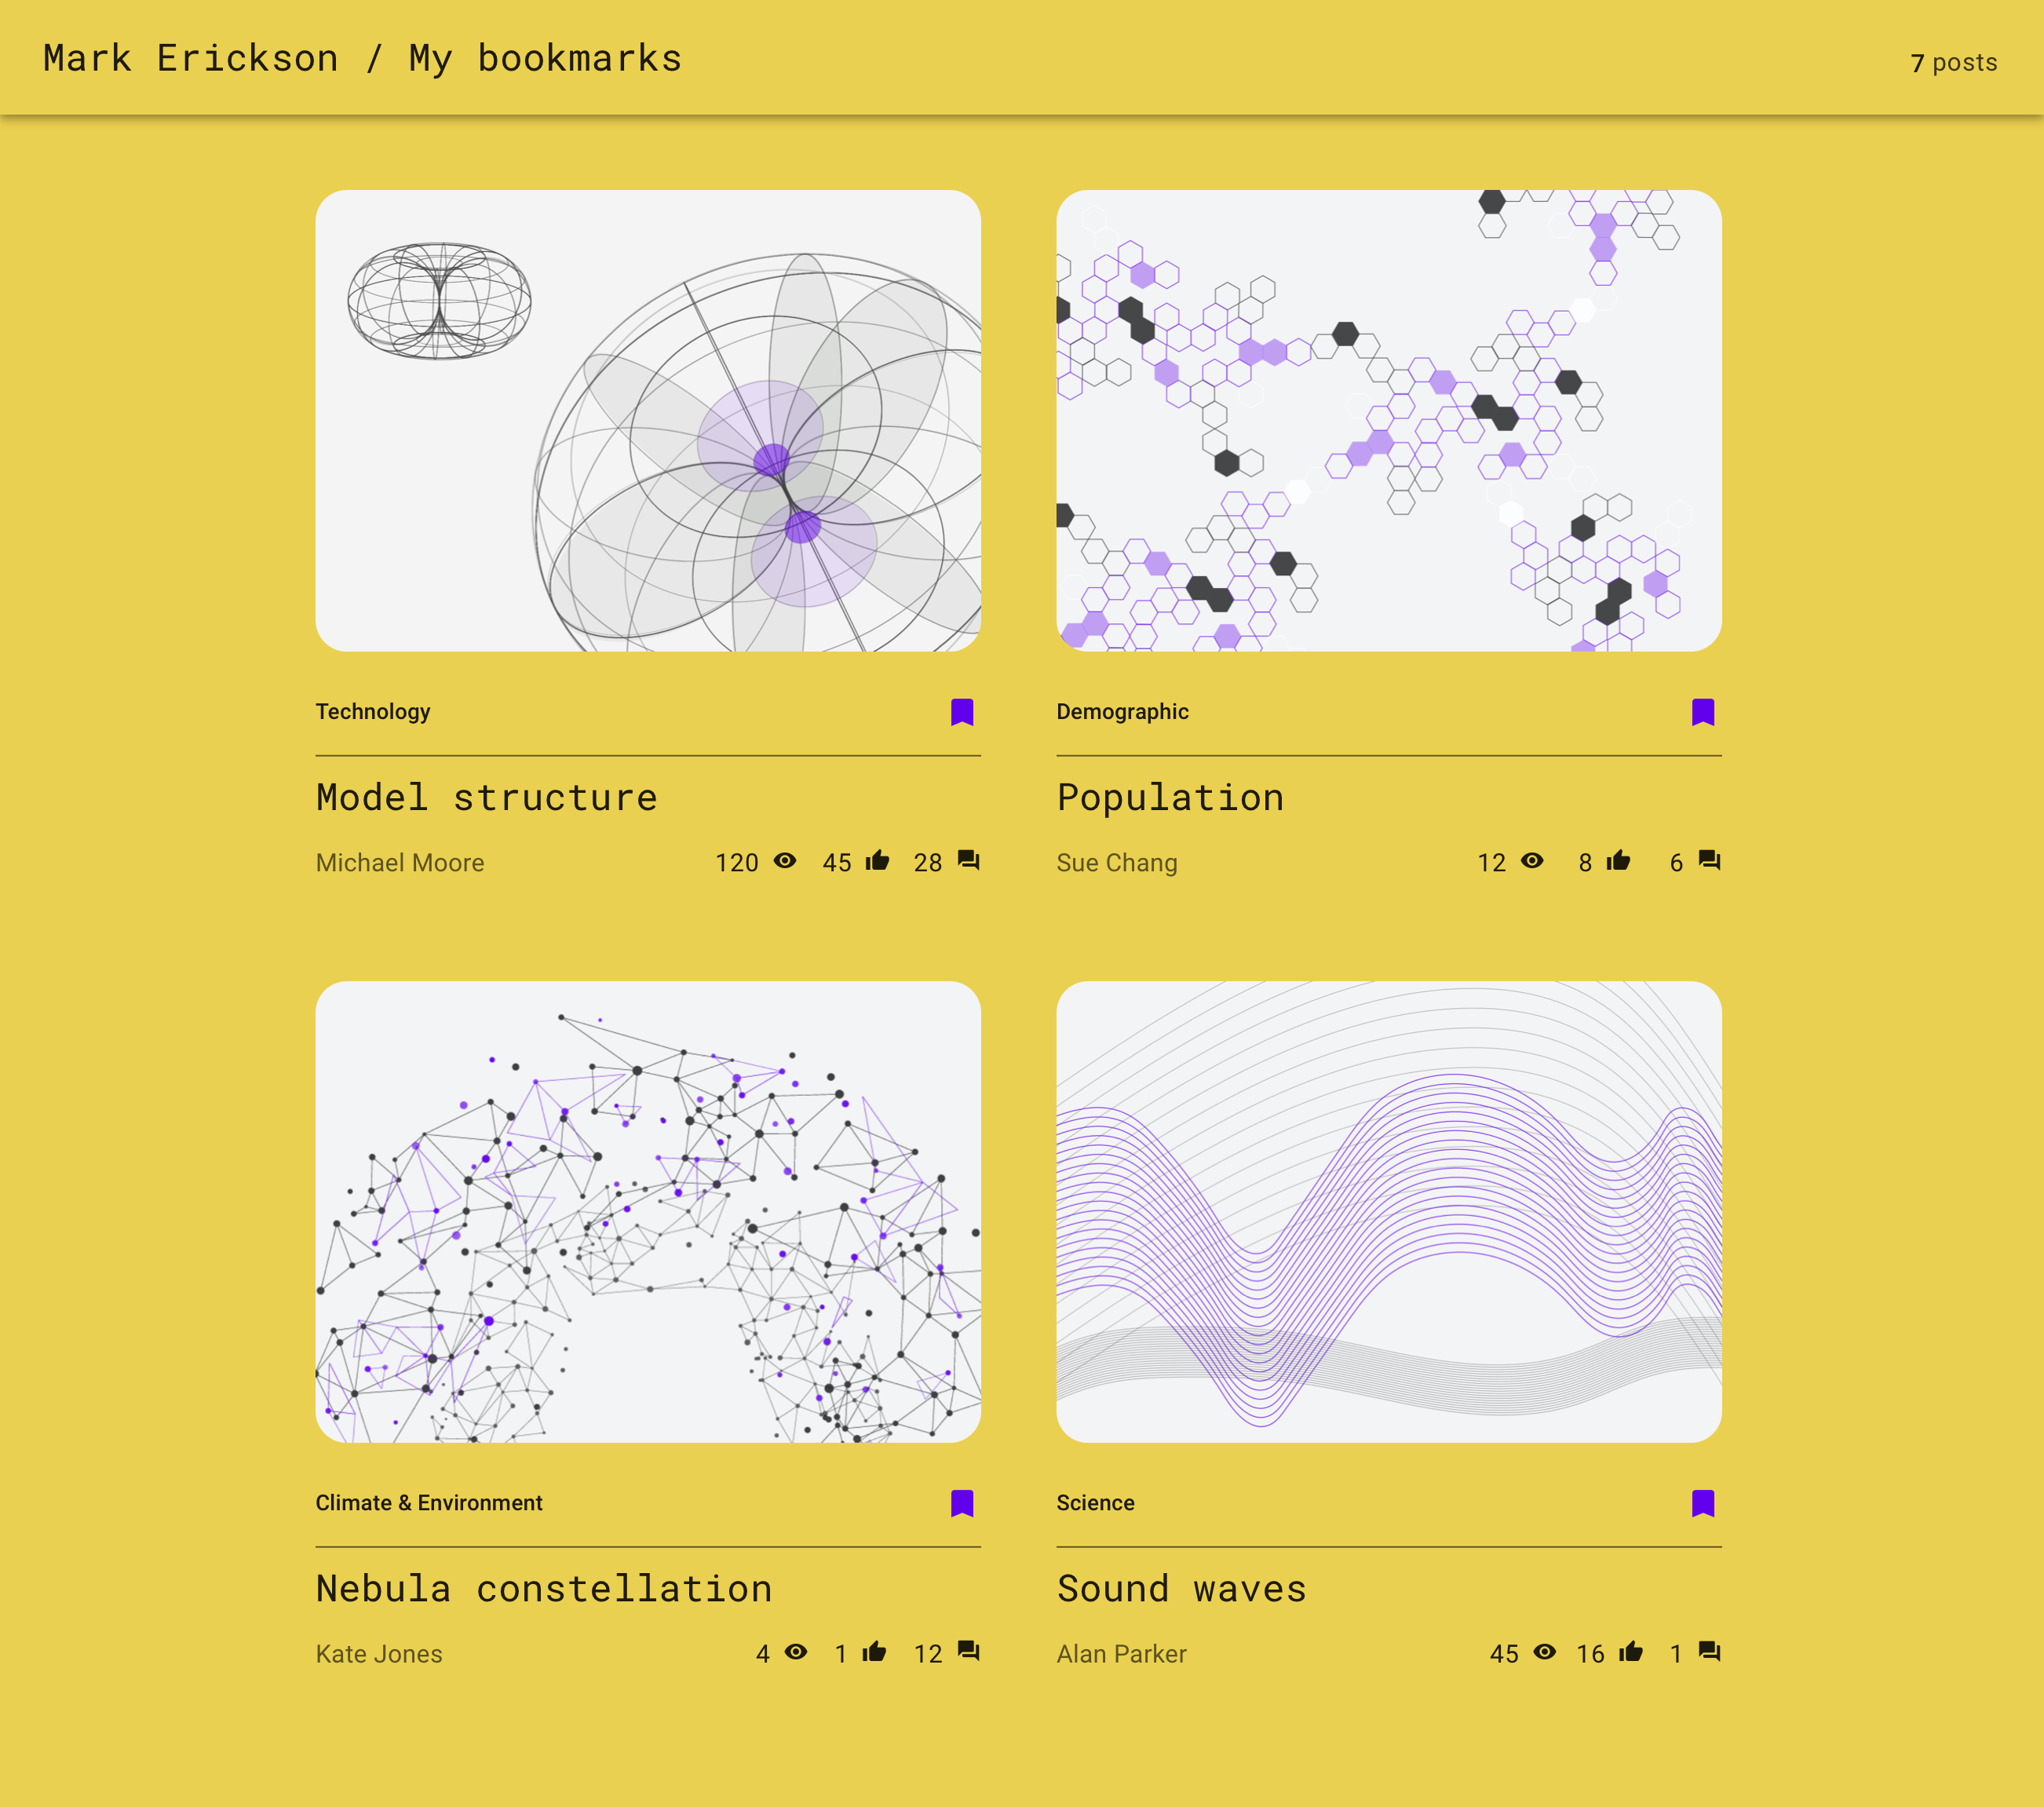 Mark Erickson / My bookmarks
7 posts
Technology
Model structure
Michael Moore 120 45 28
Demographic
Population
Sue Chang 12 8 6
Climate & Environment
Nebula constellation
Kate Jones 4 1 12
Science
Sound waves
Alan Parker 45 16 1